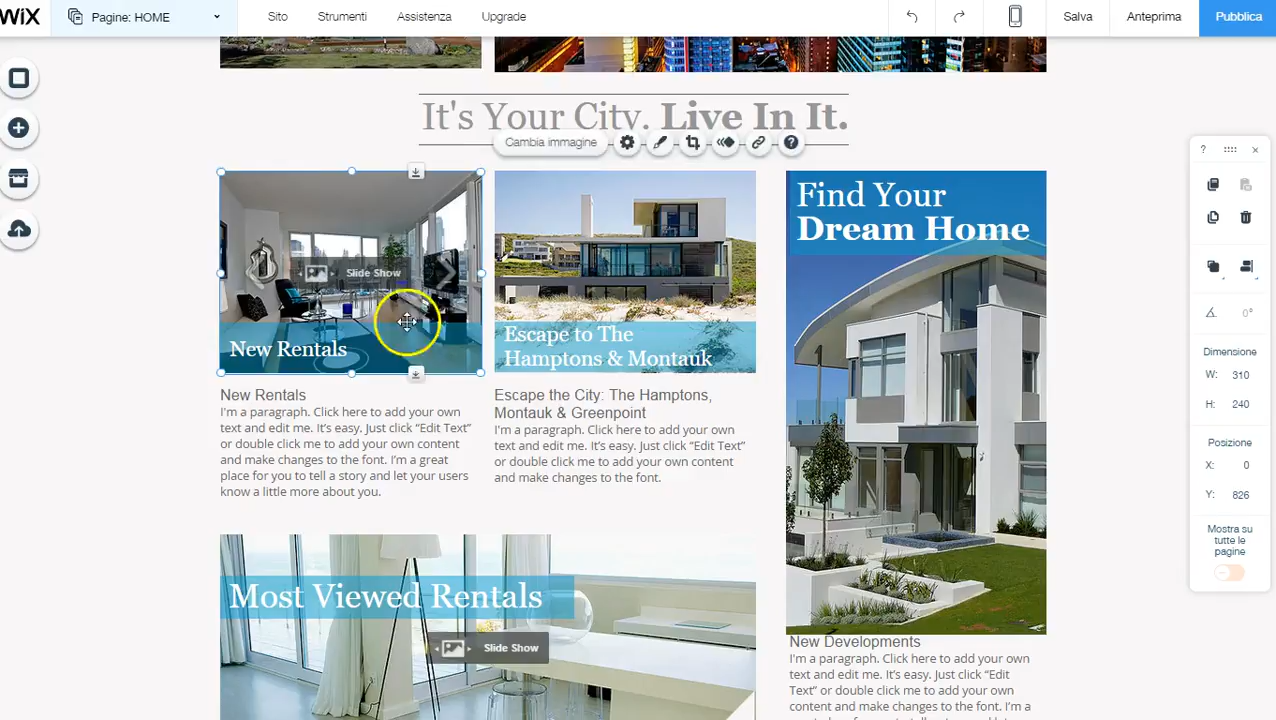 WiX
Pagine: HOME
Sito
Strumenti
Assistenza
Upgrade
Salva
Anteprima
Pubblica
It's Your City. Live In It.
Cambia immagine
?
Slide Show
New Rentals
Escape to The
Hamptons & Montauk
Find Your
Dream Home
New Rentals
I'm a paragraph. Click here to add your own
text and edit me. It's easy. Just click “Edit Text”
or double click me to add your own content
and make changes to the font. I'm a great
place for you to tell a story and let your users
know a little more about you.
Escape the City: The Hamptons,
Montauk & Greenpoint
I'm a paragraph. Click here to add your own
text and edit me. It's easy. Just click “Edit Text”
or double click me to add your own content
and make changes to the font.
Most Viewed Rentals
Slide Show
New Developments
I'm a paragraph. Click here to add your own
text and edit me. It's easy. Just click “Edit
Text” or double click me to add your own
content and make changes to the font. I'm a
?
0°
Dimensione
W: 310
H: 240
Posizione
X: 0
Y: 826
Mostra su
tutte le
pagine